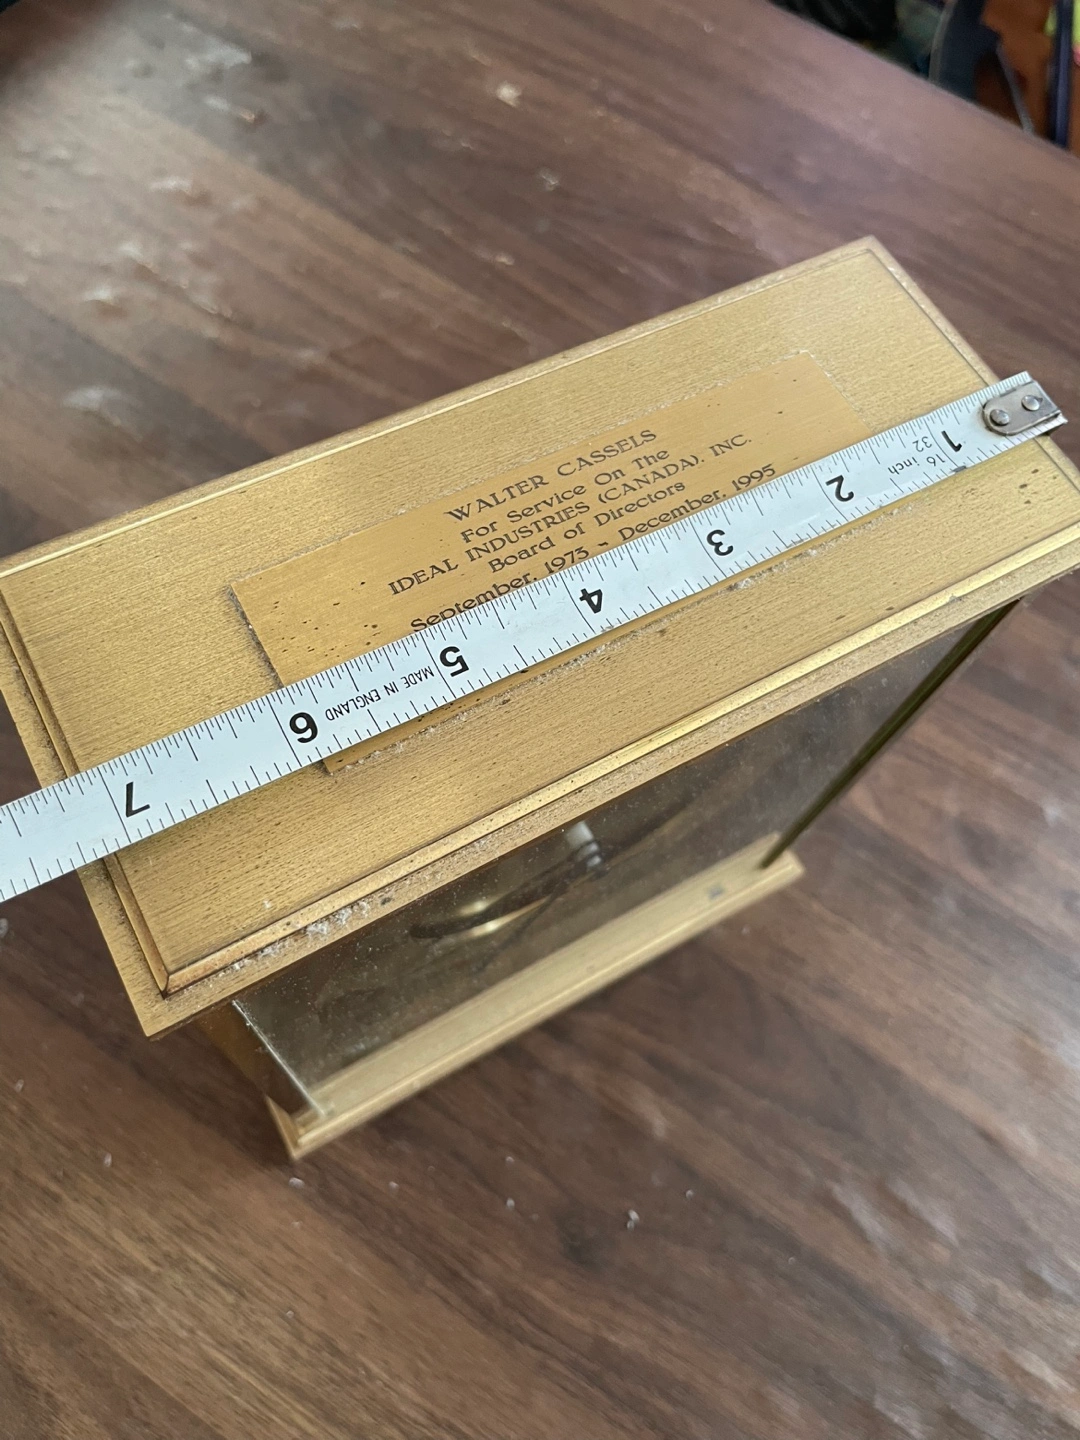 WALTER CASSELS
For Service On The
IDEAL INDUSTRIES (CANADA), INC.
Board of Directors
September, 1973 - December, 1995
1 2 3 4 5 6 7
32
16 inch
MADE IN ENGLAND